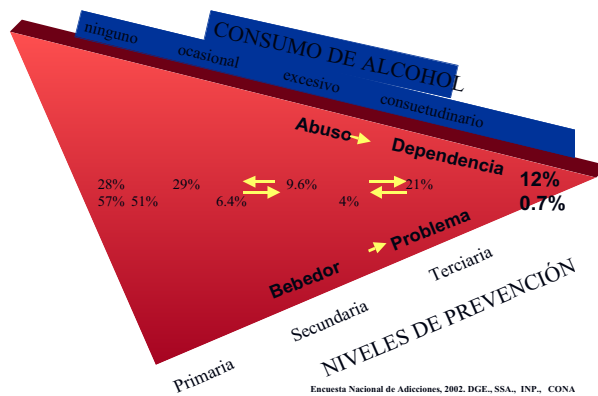 CONSUMO DE ALCOHOL
ninguno
ocasional
excesivo
consuetudinario
Abuso
Dependencia
28% 29% 9.6% 21% 12%
57% 51% 6.4% 4% 0.7%
Bebedor
Problema
Primaria
Secundaria
Terciaria
NIVELES DE PREVENCIÓN
Encuesta Nacional de Adicciones, 2002. DGE., SSA., INP., CONA